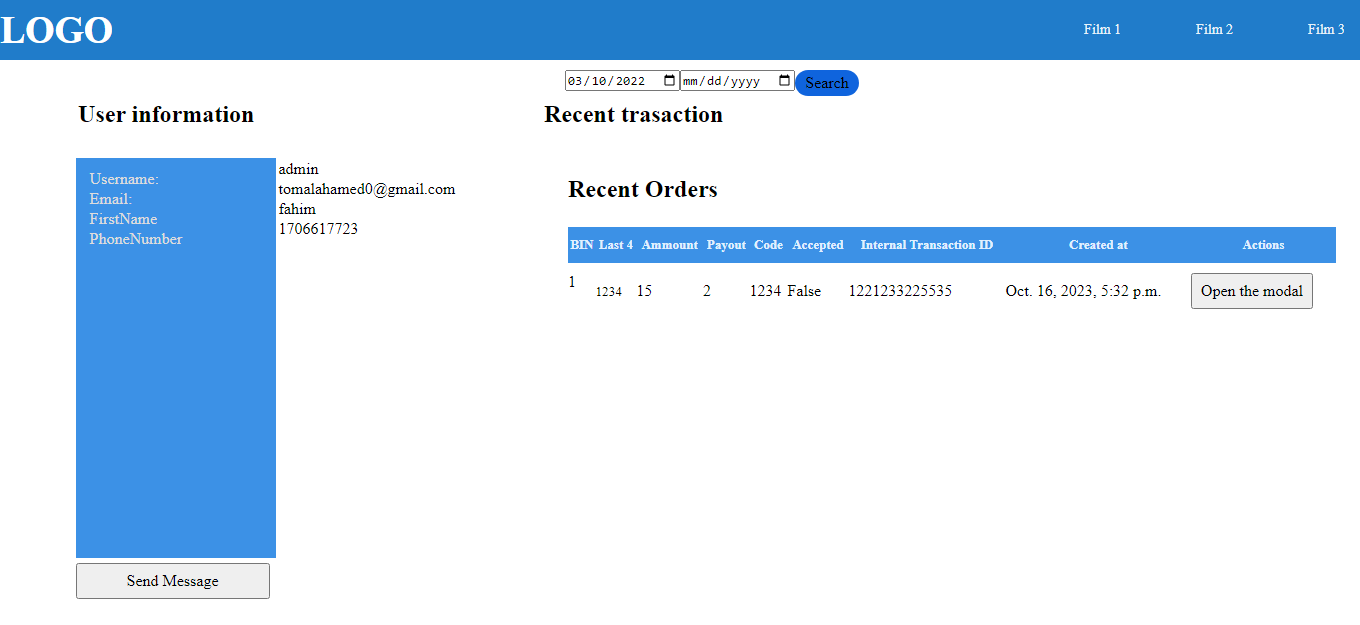 LOGO Film 1 Film 2 Film 3
03/10/2022 mm/dd/yyyy Search
User information
Recent trasaction
Username: admin
Email: tomalahamed0@gmail.com
FirstName fahim
PhoneNumber 1706617723
Send Message
Recent Orders
BIN Last 4 Ammount Payout Code Accepted Internal Transaction ID Created at Actions
1 1234 15 2 1234 False 1221233225535 Oct. 16, 2023, 5:32 p.m. Open the modal